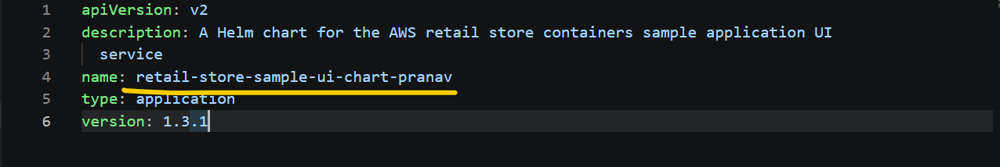 1 apiVersion: v2
2 description: A Helm chart for the AWS retail store containers sample application UI
3 service
4 name: retail-store-sample-ui-chart-pranav
5 type: application
6 version: 1.3.1